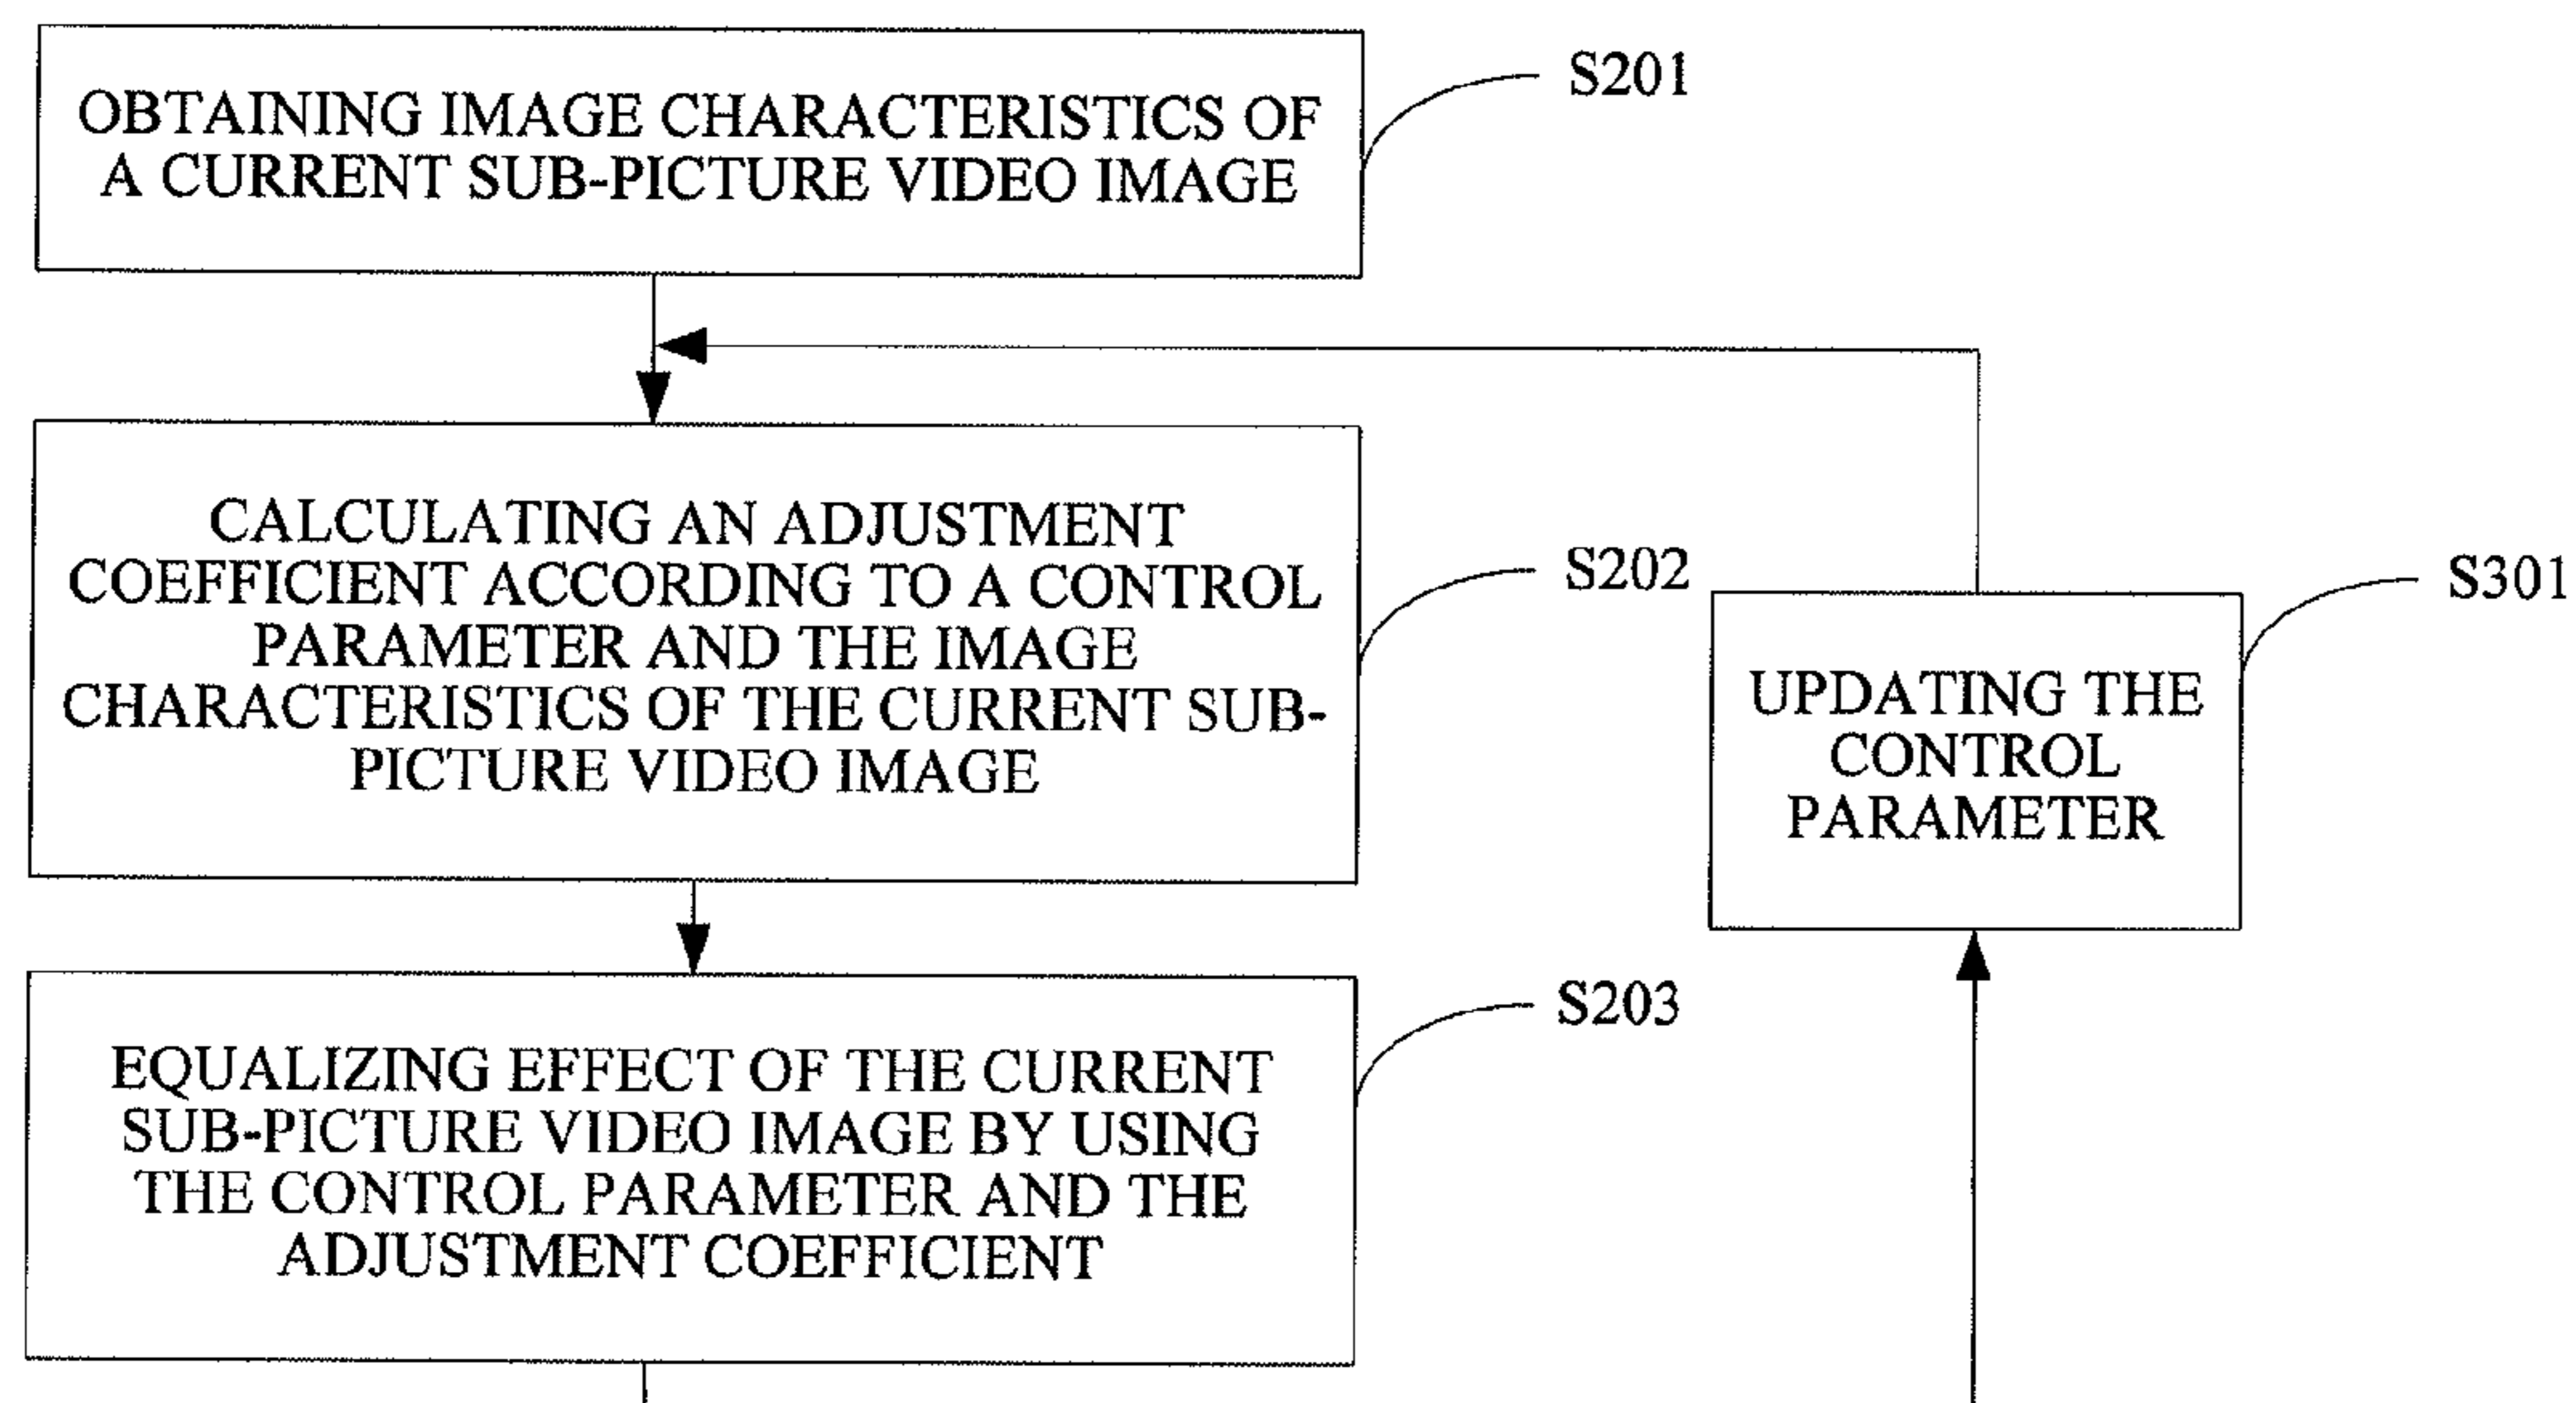 OBTAINING IMAGE CHARACTERISTICS OF
A CURRENT SUB-PICTURE VIDEO IMAGE
S201
CALCULATING AN ADJUSTMENT
COEFFICIENT ACCORDING TO A CONTROL
PARAMETER AND THE IMAGE
CHARACTERISTICS OF THE CURRENT SUB-
PICTURE VIDEO IMAGE
S202
UPDATING THE
CONTROL
PARAMETER
S301
EQUALIZING EFFECT OF THE CURRENT
SUB-PICTURE VIDEO IMAGE BY USING
THE CONTROL PARAMETER AND THE
ADJUSTMENT COEFFICIENT
S203